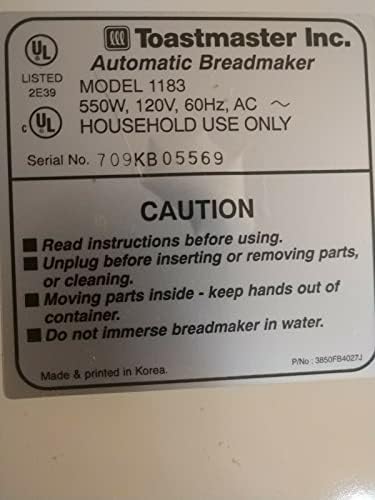 UL
Toastmaster Inc.
LISTED
2E39
Automatic Breadmaker
MODEL 1183
550W, 120V, 60Hz, AC ~
c UL
HOUSEHOLD USE ONLY
Serial No. 709KB05569
CAUTION
■ Read instructions before using.
■ Unplug before inserting or removing parts,
or cleaning.
■ Moving parts inside - keep hands out of
container.
■ Do not immerse breadmaker in water.
P/No : 3850FB4027J
Made & printed in Korea.